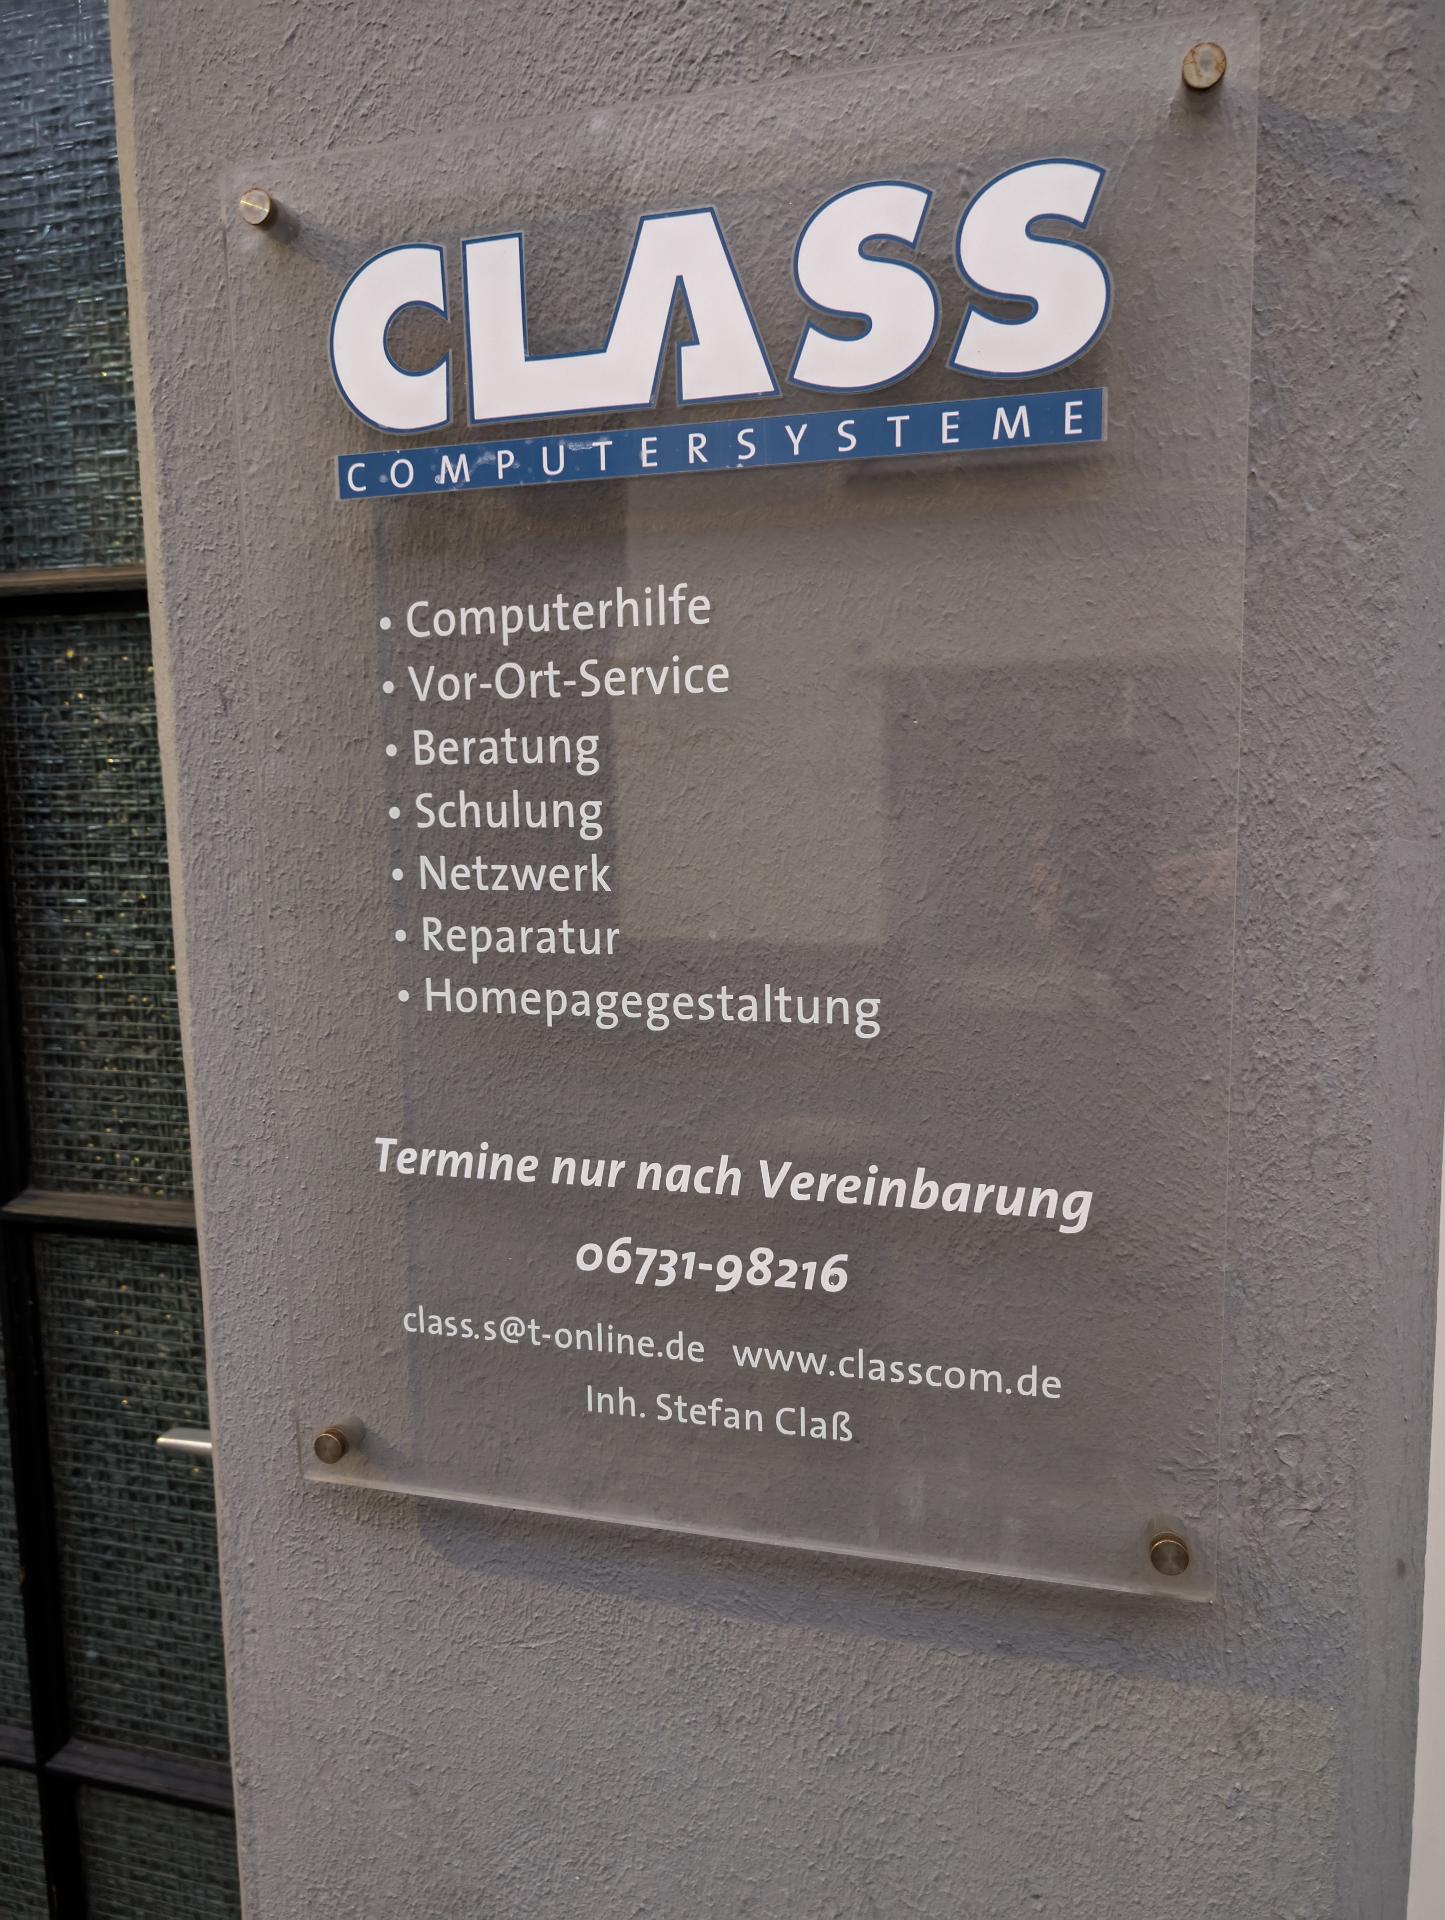 CLASS
COMPUTERSYSTEME
• Computerhilfe
• Vor-Ort-Service
• Beratung
• Schulung
• Netzwerk
• Reparatur
• Homepagegestaltung
Termine nur nach Vereinbarung
06731-98216
class.s@t-online.de www.classcom.de
Inh. Stefan Claß